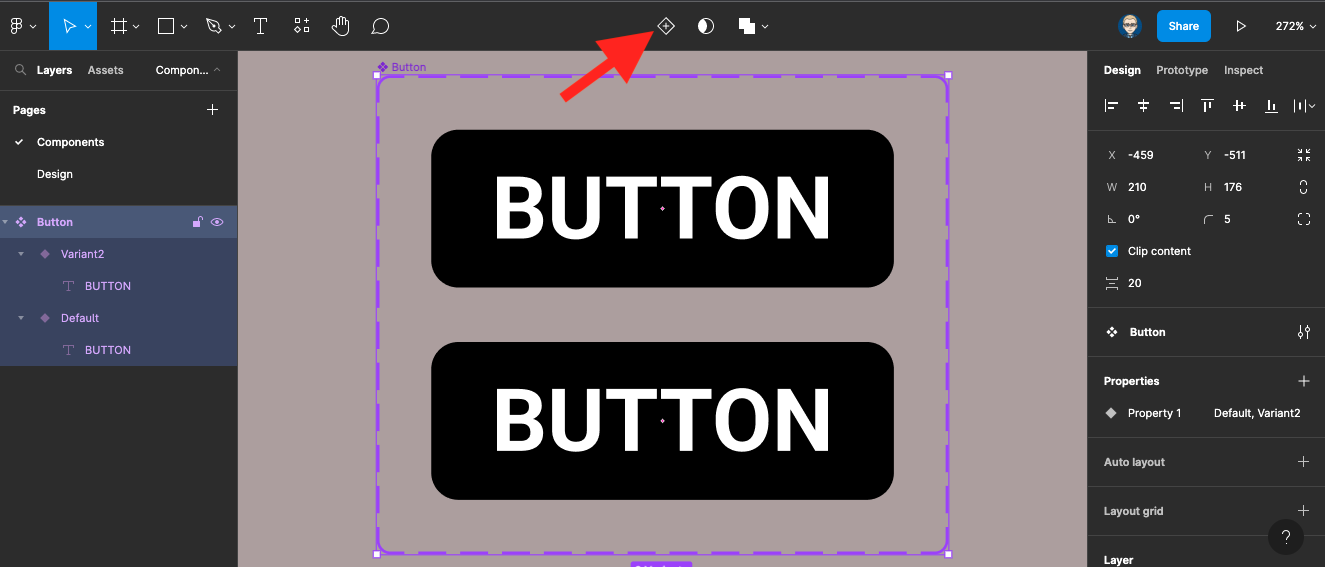 Share
272%
Layers Assets Compon...
Pages
Components
Design
Button
Variant2
BUTTON
Default
BUTTON
Button
BUTTON
BUTTON
Design Prototype Inspect
X -459 Y -511
W 210 H 176
0° 5
Clip content
20
Button
Properties
Property 1 Default, Variant2
Auto layout
Layout grid
?
Layer